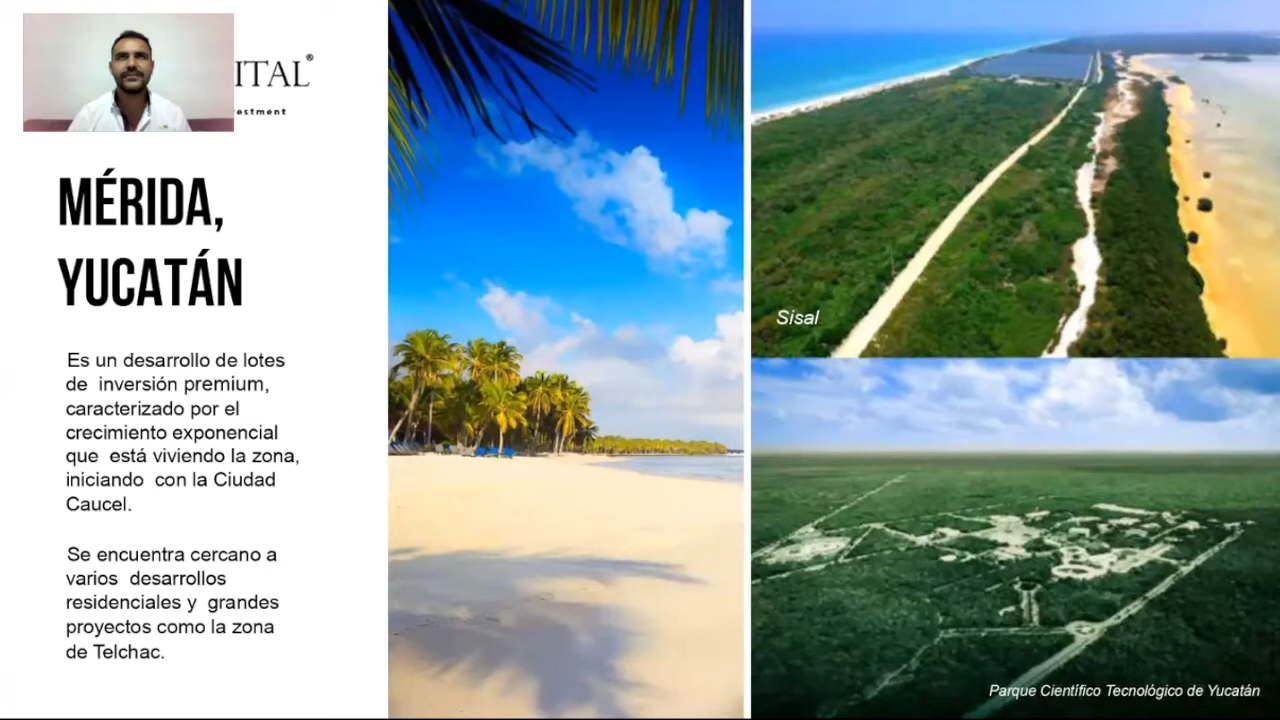 ITAL®
estment
MÉRIDA,
YUCATÁN
Es un desarrollo de lotes
de inversión premium,
caracterizado por el
crecimiento exponencial
que está viviendo la zona,
iniciando con la Ciudad
Caucel.
Se encuentra cercano a
varios desarrollos
residenciales y grandes
proyectos como la zona
de Telchac.
Sisal
Parque Científico Tecnológico de Yucatán